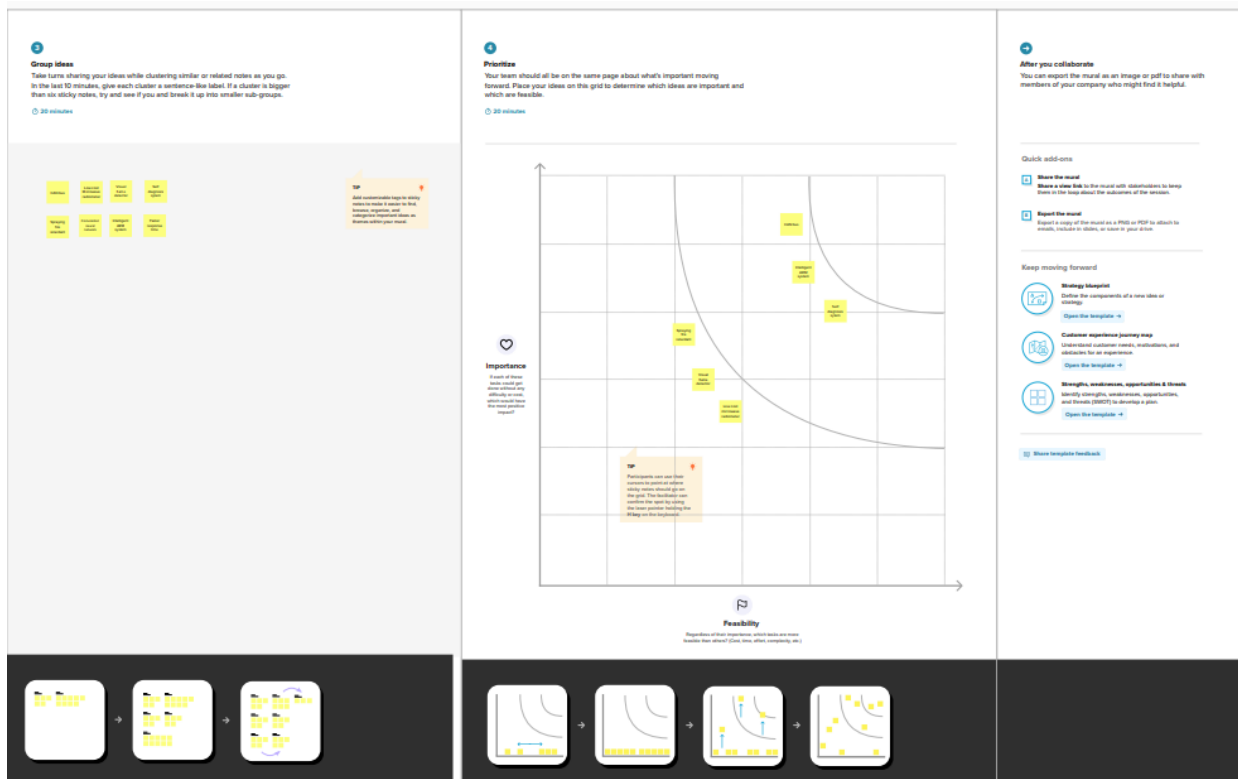 3
Group ideas
Take turns sharing your ideas while clustering similar or related notes as you go.
In the last 10 minutes, give each cluster a sentence-like label. If a cluster is bigger
than six sticky notes, try and see if you and break it up into smaller sub-groups.
20 minutes
TIP
Add customizable tags to sticky
notes to make it easier to find,
browse, organize, and
categorize important ideas as
themes within your mural.
Self
diagnosis
system
Intelligent
system
4
Prioritize
Your team should all be on the same page about what's important moving
forward. Place your ideas on this grid to determine which ideas are important and
which are feasible.
20 minutes
Intelligent
system
Self
diagnosis
system
Importance
If each of these
tasks could get
done without any
difficulty or cost,
which would have
the most positive
impact?
TIP
Participants can use their
cursors to point at where
sticky notes should go on
the grid. The facilitator can
confirm the spot by using
the laser pointer holding the
H key on the keyboard.
Feasibility
Regardless of their importance, which tasks are more
feasible than others? (Cost, time, effort, complexity, etc.)
After you collaborate
You can export the mural as an image or pdf to share with
members of your company who might find it helpful.
Quick add-ons
Share the mural
Share a view link to the mural with stakeholders to keep
them in the loop about the outcomes of the session.
Export the mural
Export a copy of the mural as a PNG or PDF to attach to
emails, include in slides, or save in your drive.
Keep moving forward
Strategy blueprint
Define the components of a new idea or
strategy.
Open the template →
Customer experience journey map
Understand customer needs, motivations, and
obstacles for an experience.
Open the template →
Strengths, weaknesses, opportunities & threats
Identify strengths, weaknesses, opportunities,
and threats (SWOT) to develop a plan.
Open the template →
Share template feedback